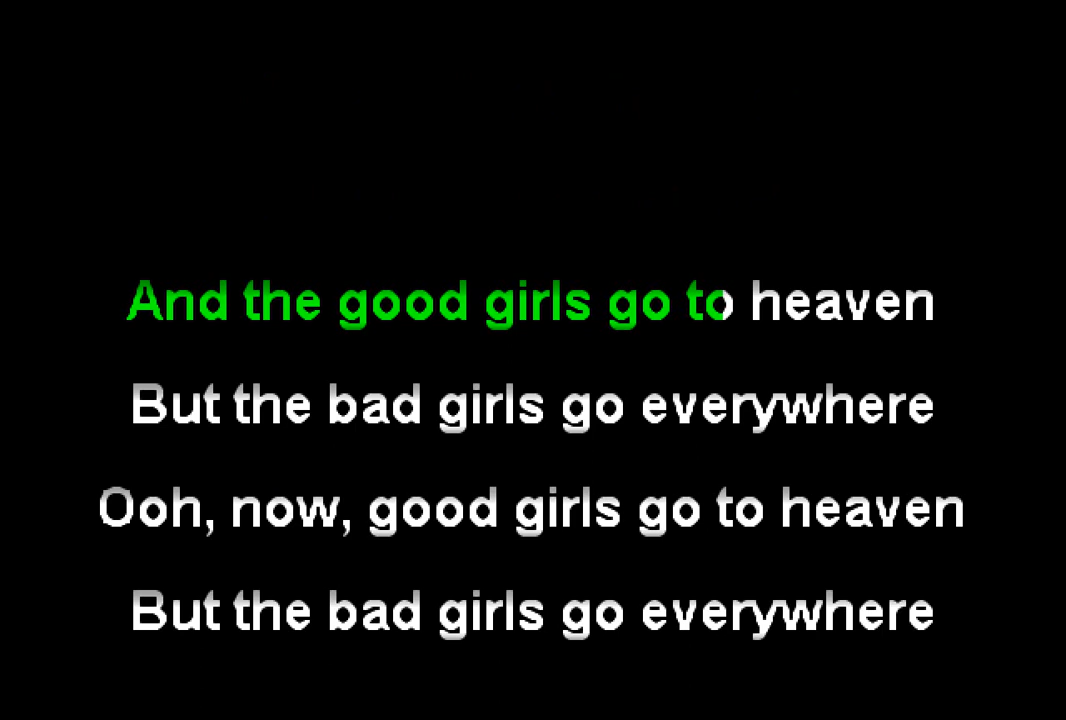 And the good girls go to heaven
But the bad girls go everywhere
Ooh, now, good girls go to heaven
But the bad girls go everywhere